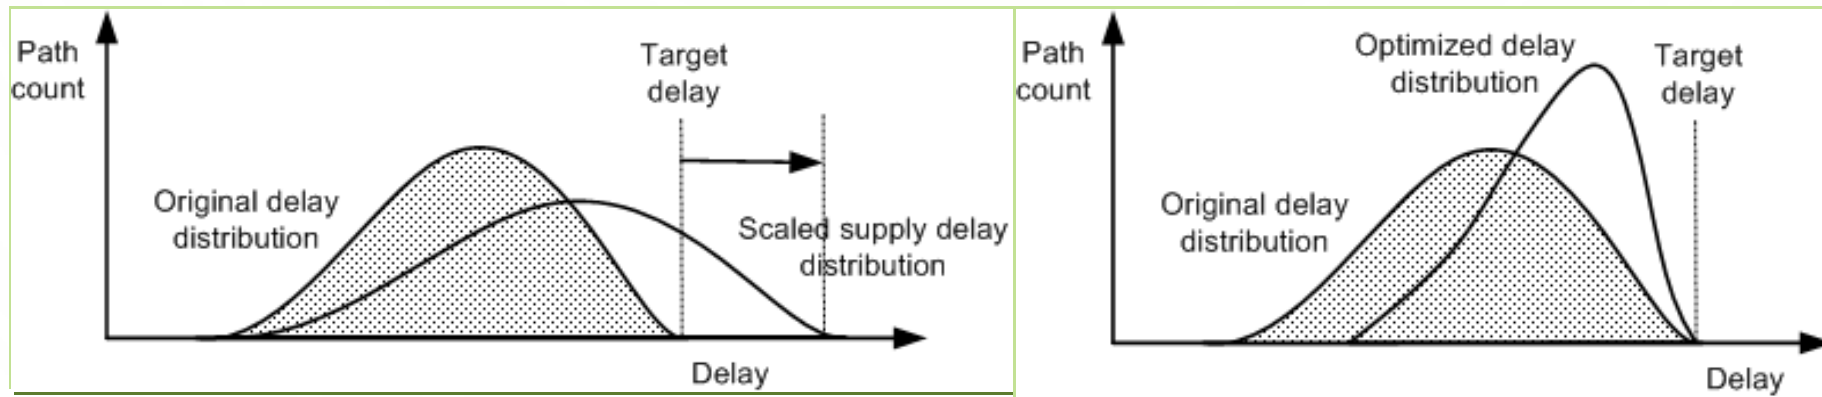 Path
count
Target
delay
Original delay
distribution
Scaled supply delay
distribution
Delay
Path
count
Optimized delay
distribution
Target
delay
Original delay
distribution
Delay